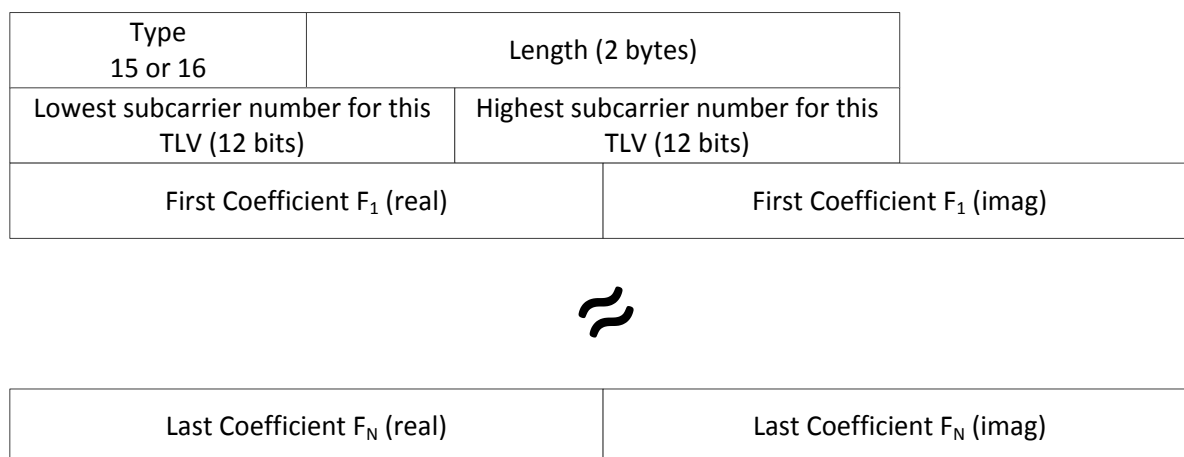 Type
15 or 16
Length (2 bytes)
Lowest subcarrier number for this
TLV (12 bits)
Highest subcarrier number for this
TLV (12 bits)
First Coefficient F₁ (real)
First Coefficient F₁ (imag)
≈
Last Coefficient Fₙ (real)
Last Coefficient Fₙ (imag)